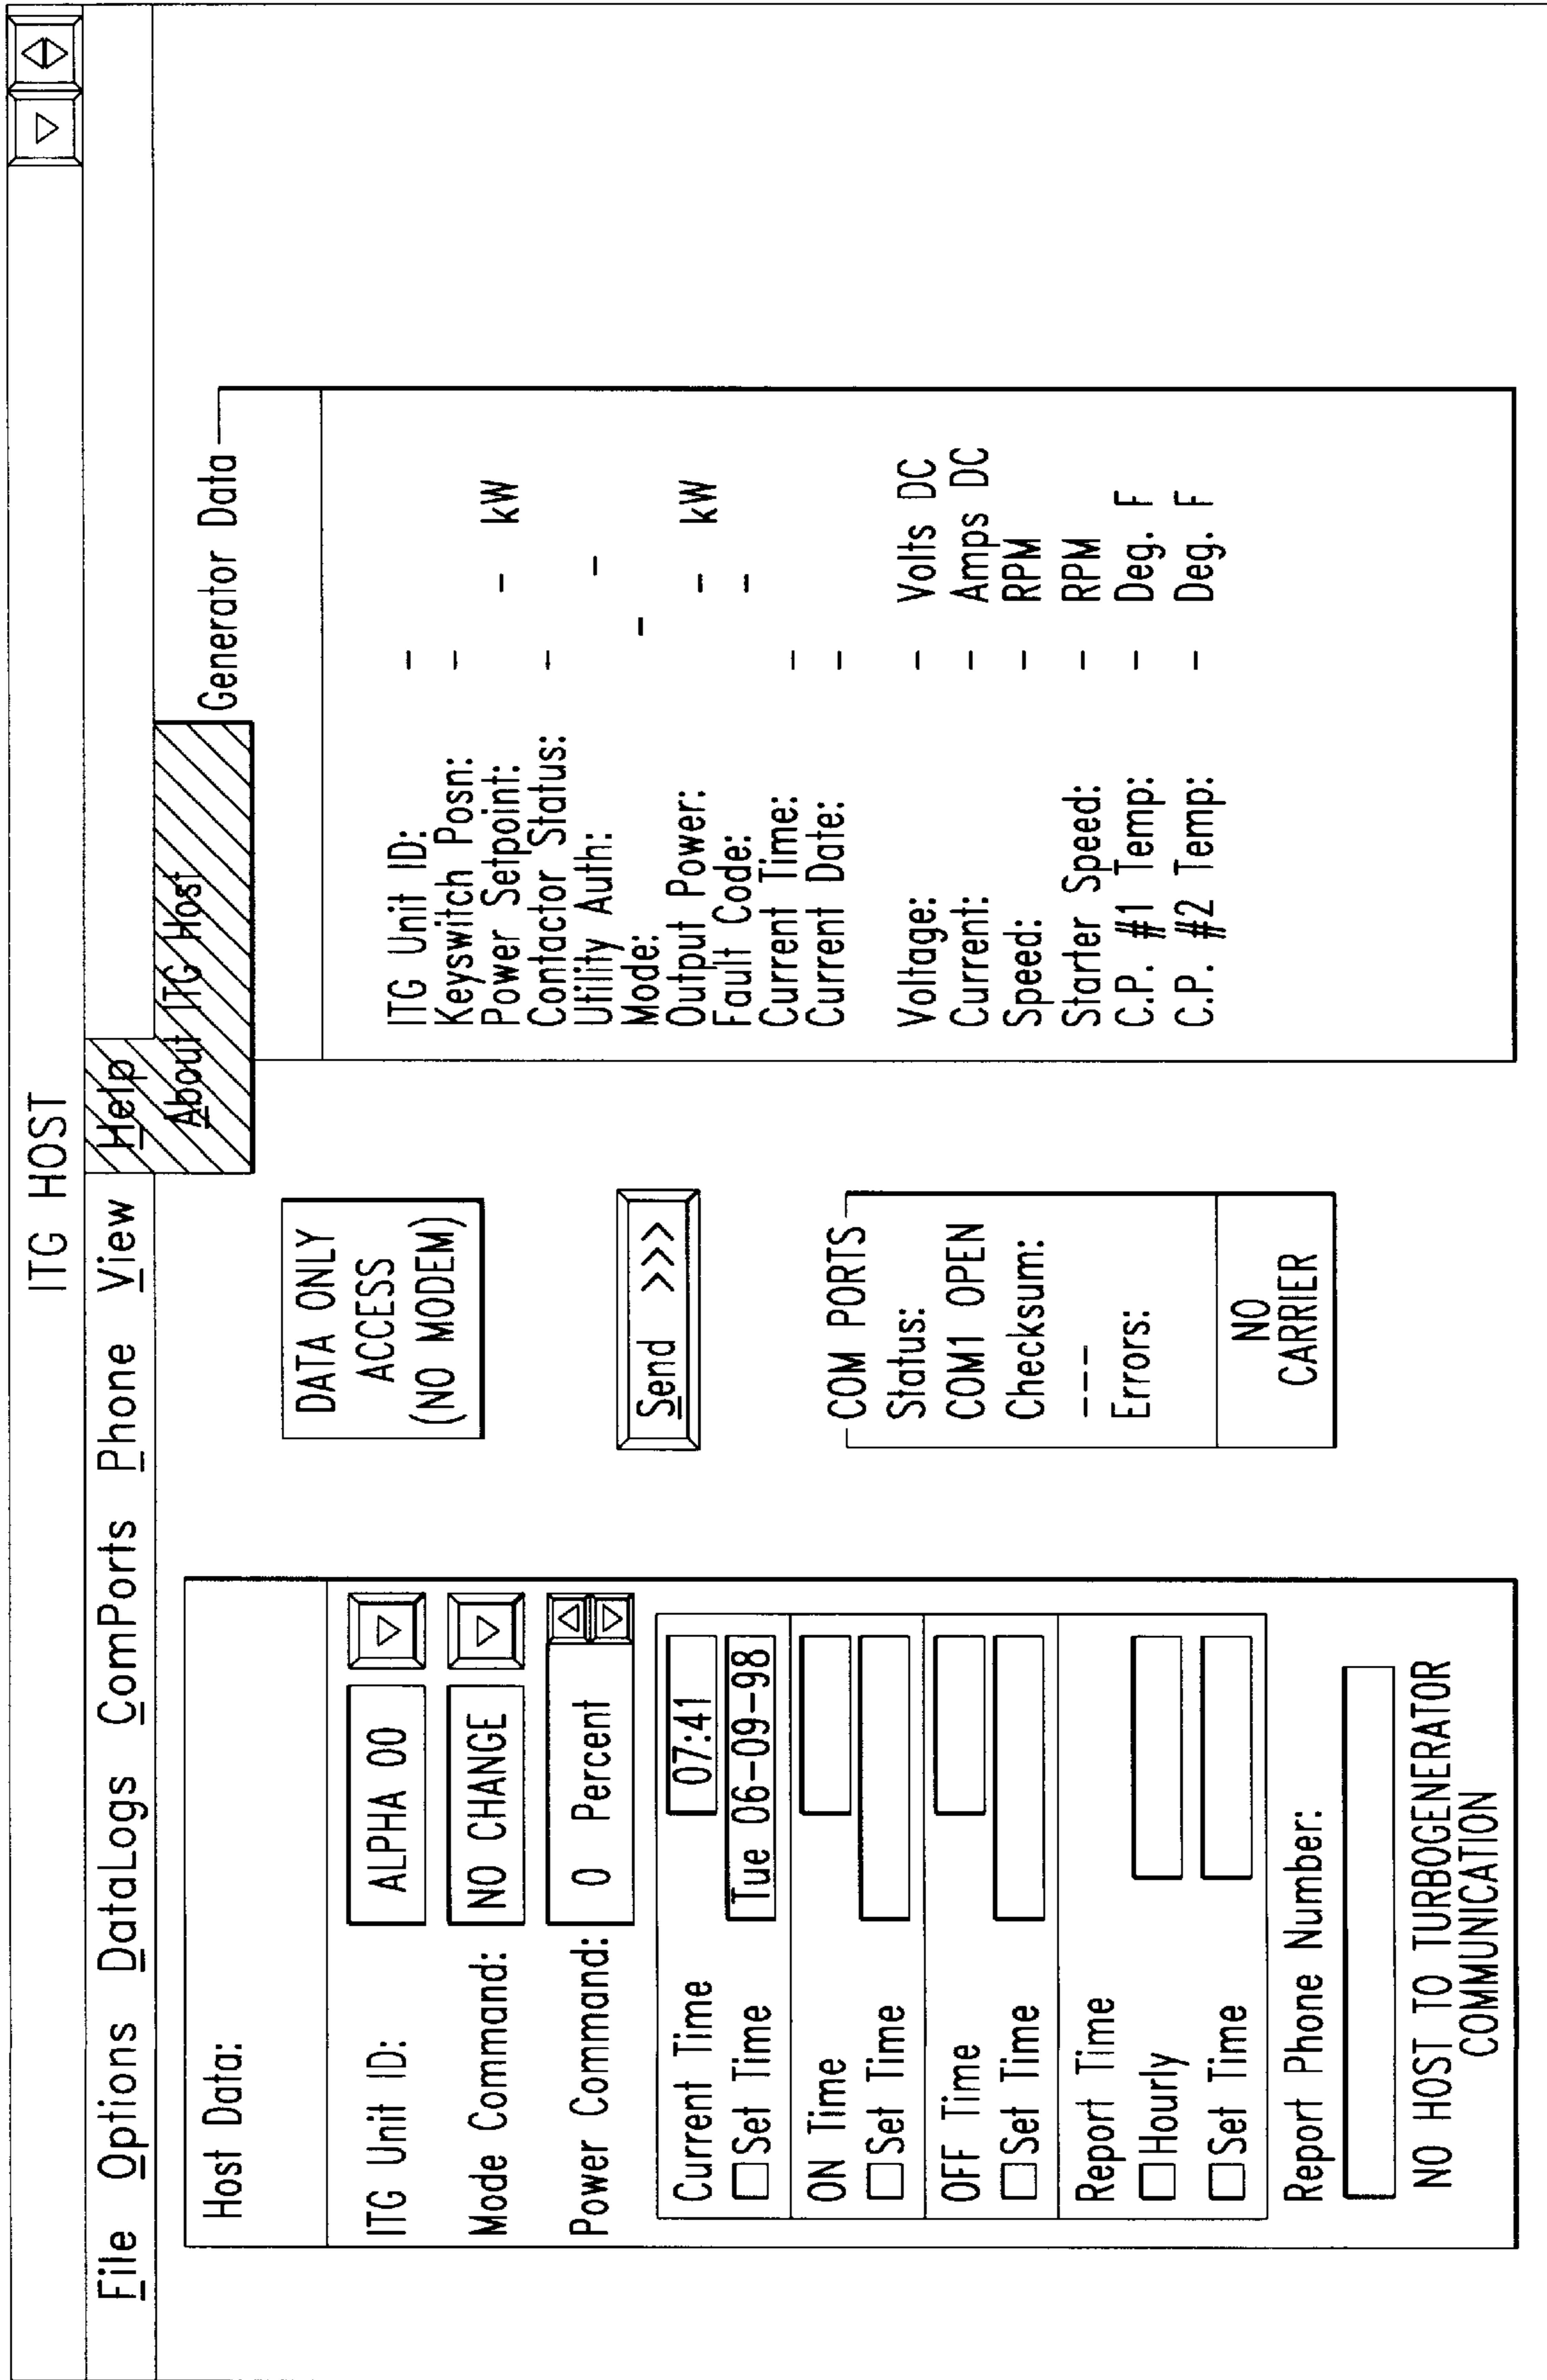 ITG HOST
File Options DataLogs ComPorts Phone View Help
About ITG Host
Host Data:
ITG Unit ID: ALPHA 00
Mode Command: NO CHANGE
Power Command: 0 Percent
Current Time 07:41
Set Time Tue 06-09-98
ON Time
Set Time
OFF Time
Set Time
Report Time
Hourly
Set Time
Report Phone Number:
NO HOST TO TURBOGENERATOR
COMMUNICATION
DATA ONLY
ACCESS
(NO MODEM)
Send >>>
COM PORTS
Status:
COM1 OPEN
Checksum:
---
Errors:
NO
CARRIER
Generator Data
ITG Unit ID: -
Keyswitch Posn: -
Power Setpoint: - kW
Contactor Status: -
Utility Auth: -
Mode: -
Output Power: - kW
Fault Code: -
Current Time: -
Current Date: -
Voltage: - Volts DC
Current: - Amps DC
Speed: - RPM
Starter Speed: - RPM
C.P. #1 Temp: - Deg. F
C.P. #2 Temp: - Deg. F